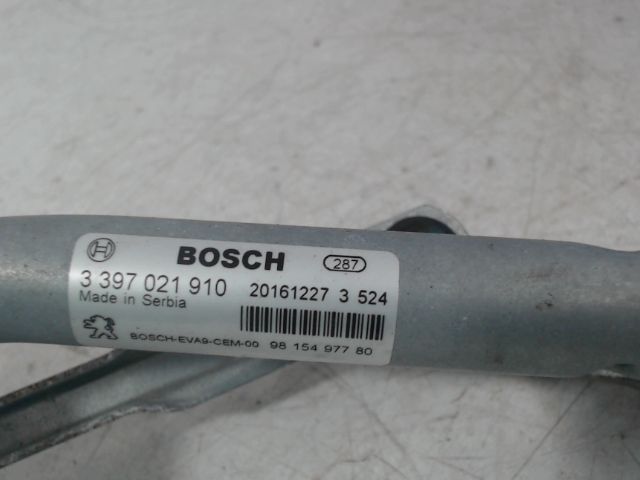 BOSCH 287
3 397 021 910 20161227 3 524
Made in Serbia
BOSCH-EVA9-CEM-00 98 154 977 80